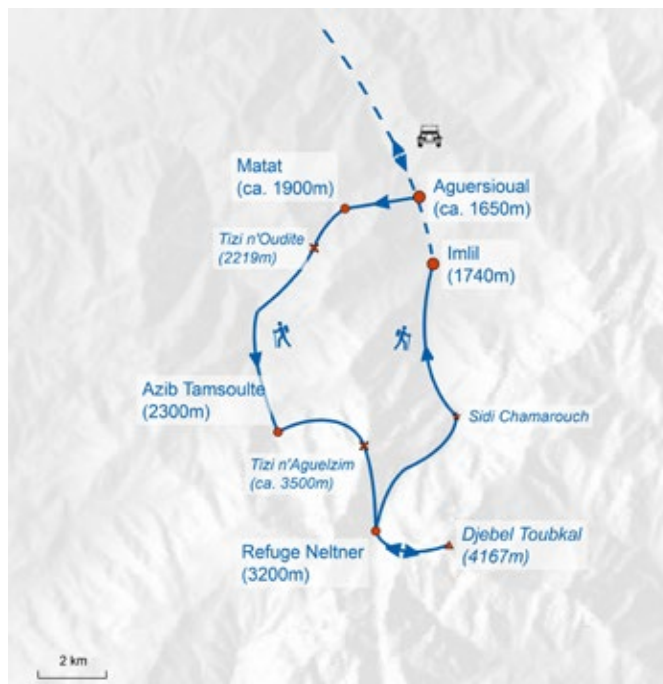 Matat
(ca. 1900m)
Aguersioual
(ca. 1650m)
Tizi n'Oudite
(2219m)
Imlil
(1740m)
Azib Tamsoulte
(2300m)
Sidi Chamarouch
Tizi n'Aguelzim
(ca. 3500m)
Djebel Toubkal
(4167m)
Refuge Neltner
(3200m)
2 km